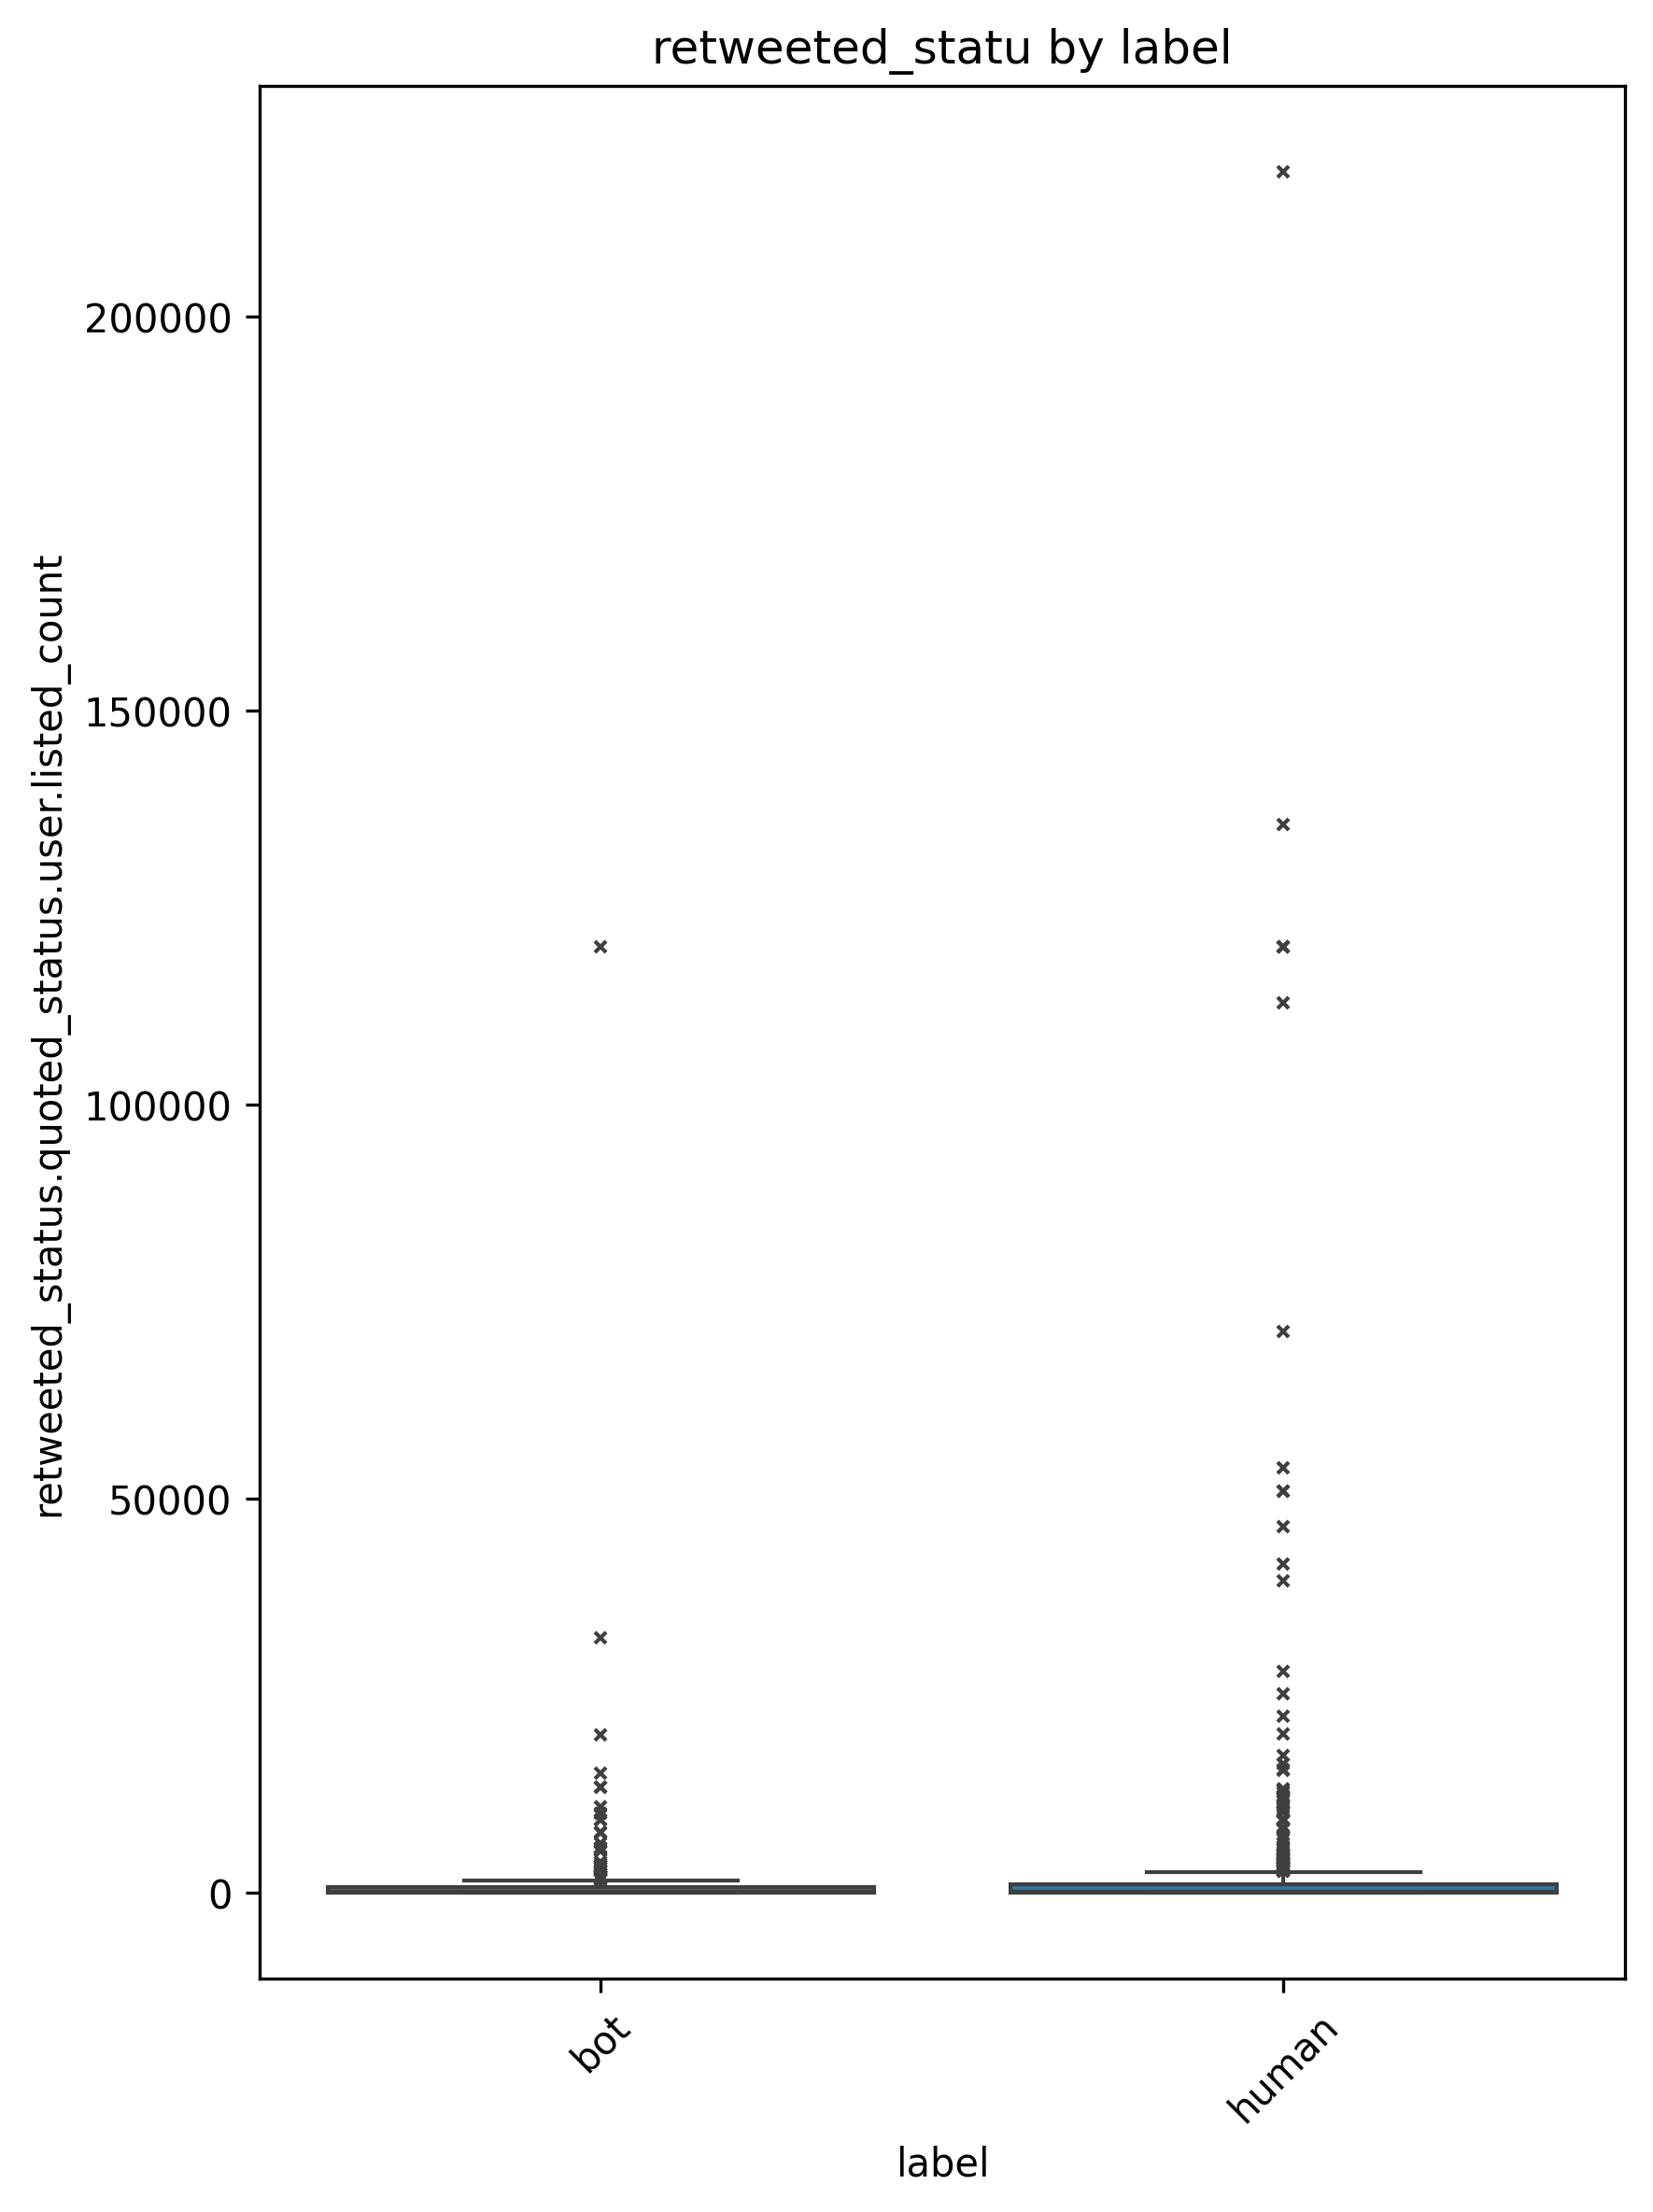 retweeted_statu by label
retweeted_status.quoted_status.user.listed_count
200000
150000
100000
50000
0
bot
human
label